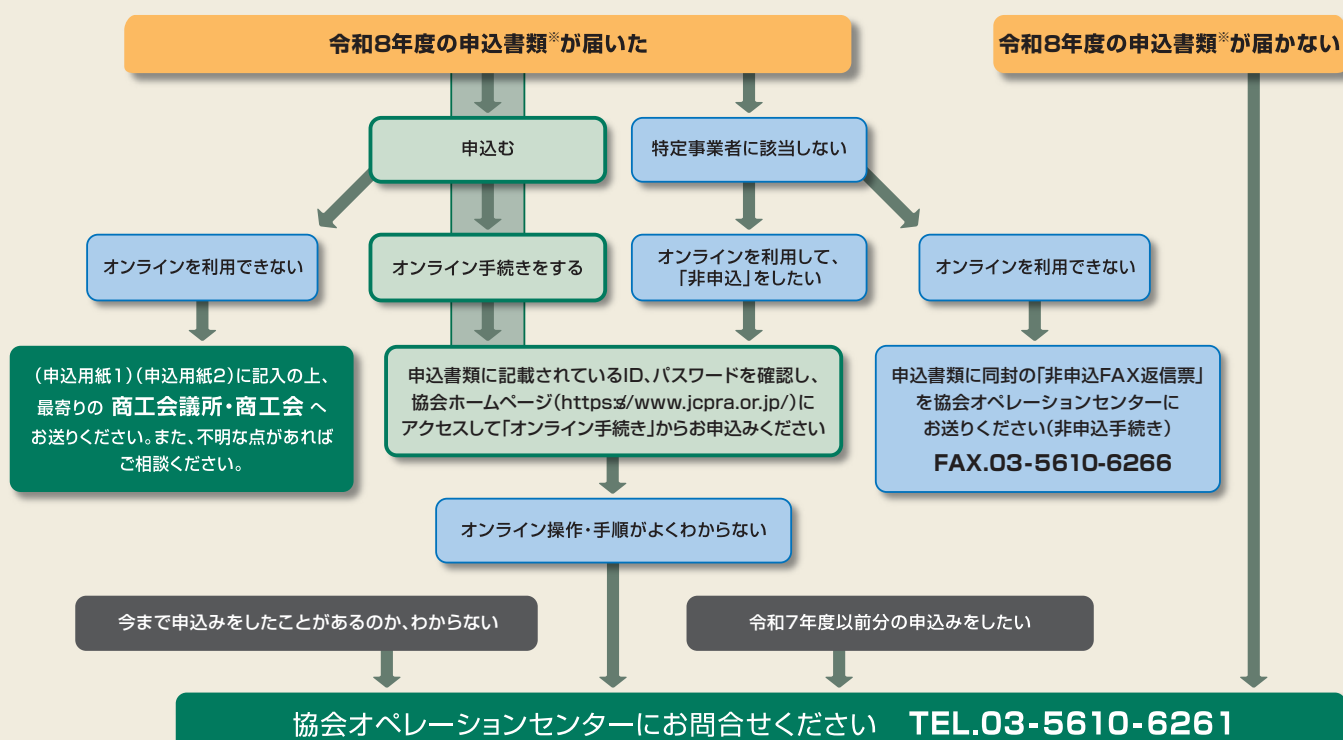 令和8年度の申込書類※が届いた
令和8年度の申込書類※が届かない
申込む
特定事業者に該当しない
オンラインを利用できない
オンライン手続きをする
オンラインを利用して、
「非申込」をしたい
オンラインを利用できない
(申込用紙1)(申込用紙2)に記入の上、
最寄りの 商工会議所・商工会 へ
お送りください。また、不明な点があれば
ご相談ください。
申込書類に記載されているID、パスワードを確認し、
協会ホームページ(https://www.jcpra.or.jp/)に
アクセスして「オンライン手続き」からお申込みください
申込書類に同封の「非申込FAX返信票」
を協会オペレーションセンターに
お送りください(非申込手続き)
FAX.03-5610-6266
オンライン操作・手順がよくわからない
今まで申込みをしたことがあるのか、わからない
令和7年度以前分の申込みをしたい
協会オペレーションセンターにお問合せください TEL.03-5610-6261